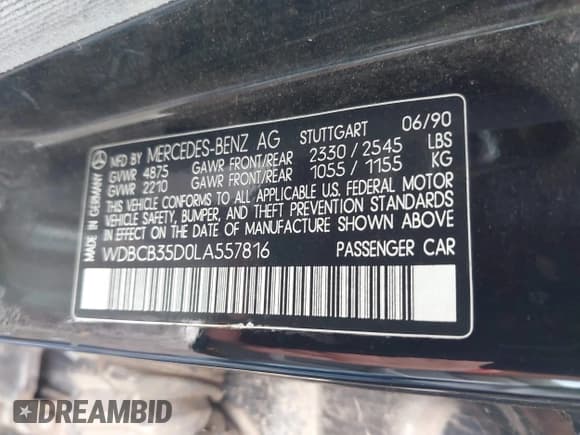 MFD BY MERCEDES-BENZ AG STUTTGART 06/90
GVWR 4875 GAWR FRONT/REAR 2330 / 2545 LBS
GVWR 2210 GAWR FRONT/REAR 1055 / 1155 KG
THIS VEHICLE CONFORMS TO ALL APPLICABLE U.S. FEDERAL MOTOR
VEHICLE SAFETY, BUMPER, AND THEFT PREVENTION STANDARDS
IN EFFECT ON THE DATE OF MANUFACTURE SHOWN ABOVE.
WDBCB35D0LA557816 PASSENGER CAR
MADE IN GERMANY
DREAMBID